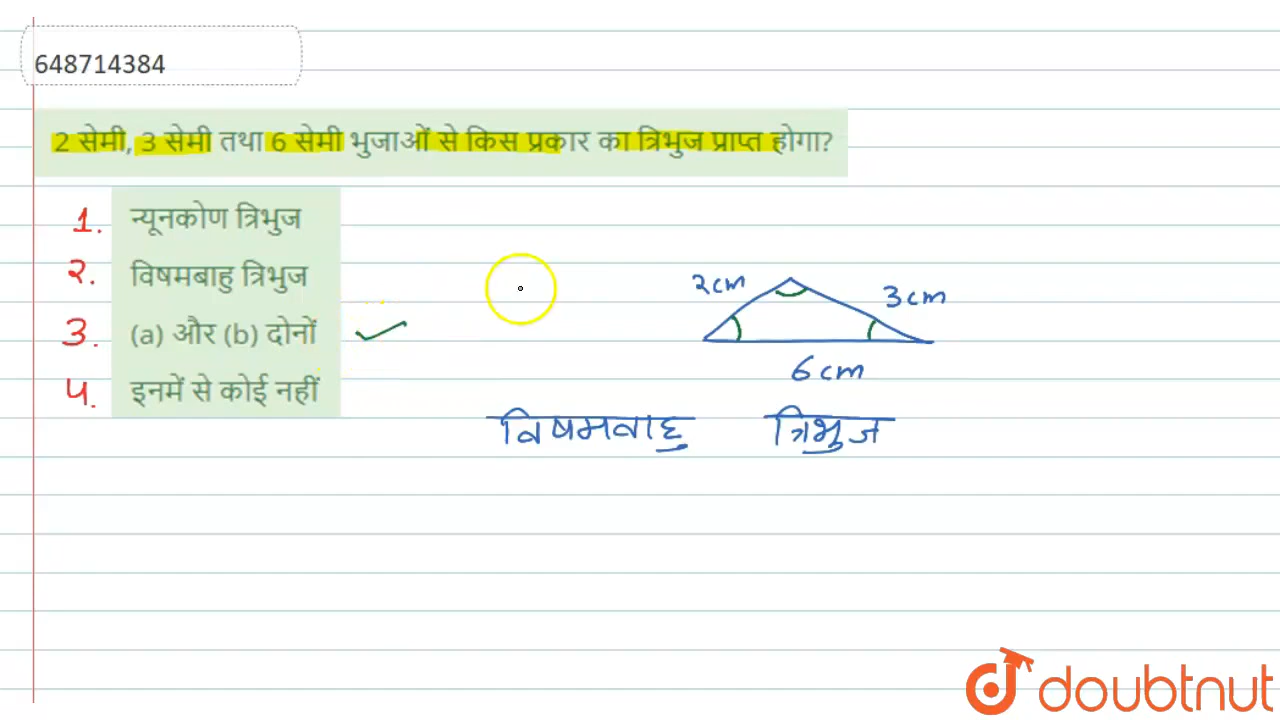 648714384
2 सेमी, 3 सेमी तथा 6 सेमी भुजाओं से किस प्रकार का त्रिभुज प्राप्त होगा?
1. न्यूनकोण त्रिभुज
२. विषमबाहु त्रिभुज
3. (a) और (b) दोनों
4. इनमें से कोई नहीं
2cm
3cm
6cm
विषमबाहु त्रिभुज
doubtnut